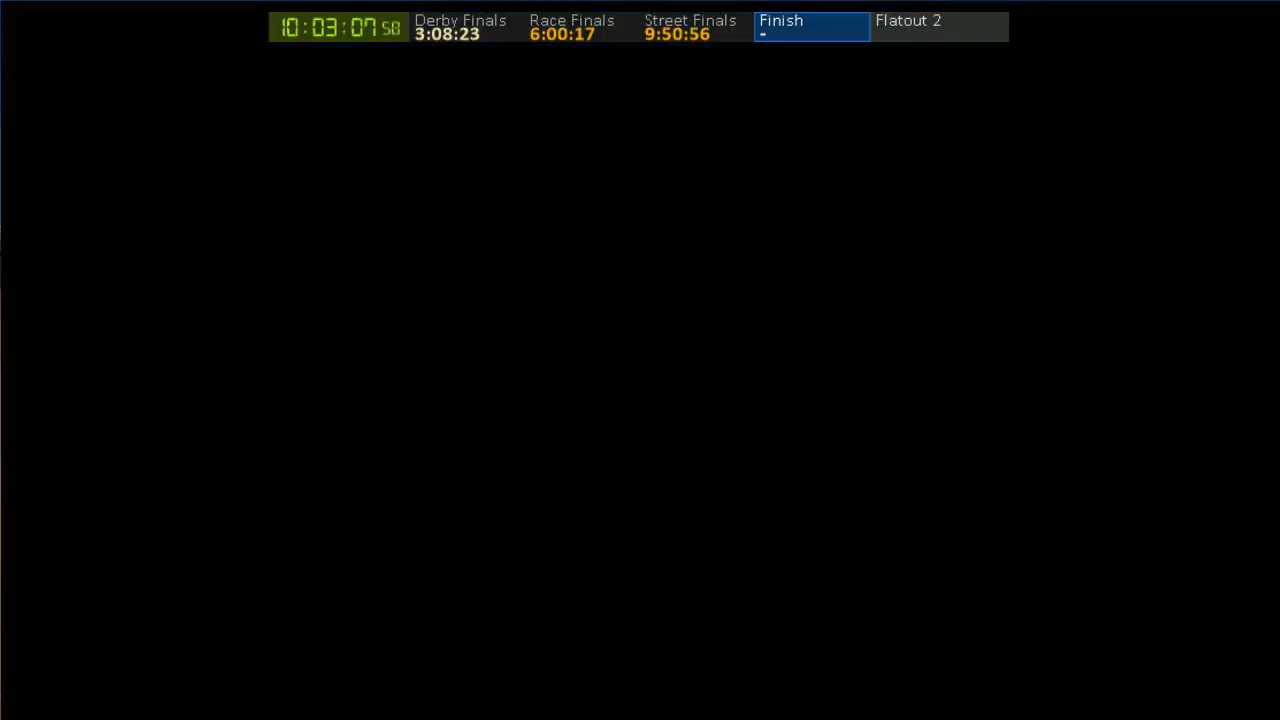 10:03:07 58
Derby Finals
3:08:23
Race Finals
6:00:17
Street Finals
9:50:56
Finish
-
Flatout 2